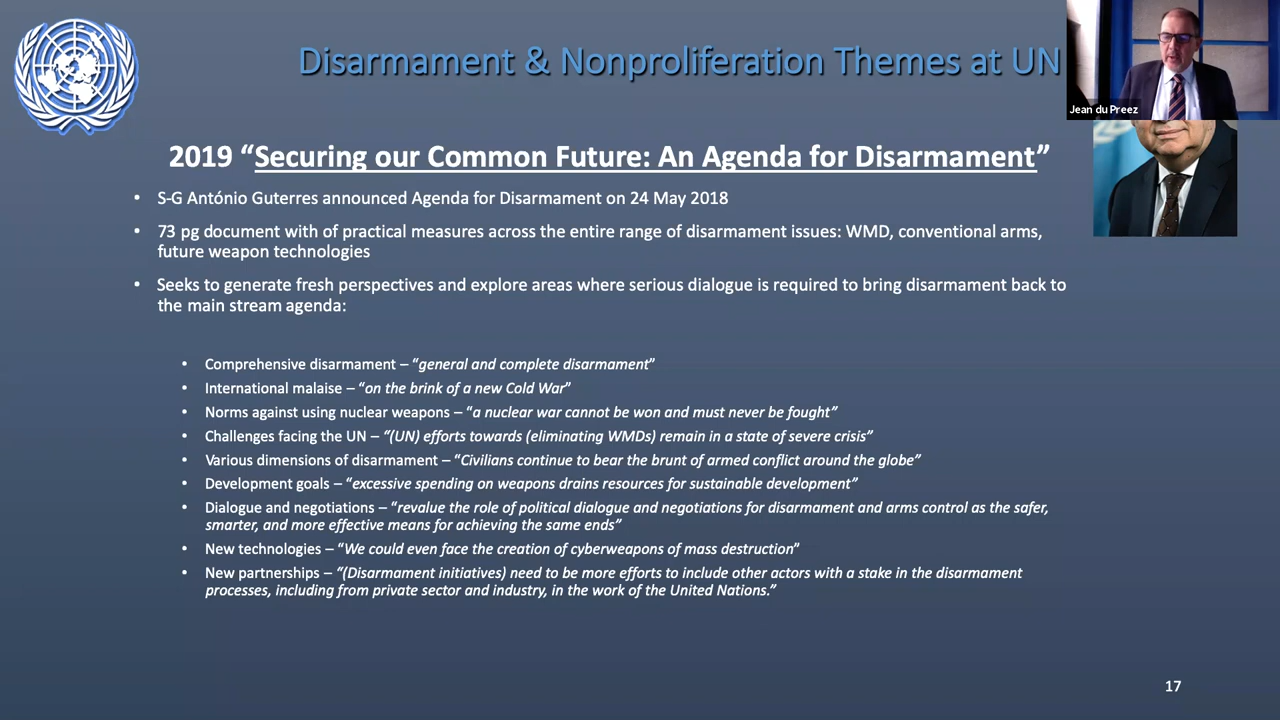 Disarmament & Nonproliferation Themes at UN
Jean du Preez
2019 “Securing our Common Future: An Agenda for Disarmament”
• S-G António Guterres announced Agenda for Disarmament on 24 May 2018
• 73 pg document with of practical measures across the entire range of disarmament issues: WMD, conventional arms,
future weapon technologies
• Seeks to generate fresh perspectives and explore areas where serious dialogue is required to bring disarmament back to
the main stream agenda:
• Comprehensive disarmament – “general and complete disarmament”
• International malaise – “on the brink of a new Cold War”
• Norms against using nuclear weapons – “a nuclear war cannot be won and must never be fought”
• Challenges facing the UN – “(UN) efforts towards (eliminating WMDs) remain in a state of severe crisis”
• Various dimensions of disarmament – “Civilians continue to bear the brunt of armed conflict around the globe”
• Development goals – “excessive spending on weapons drains resources for sustainable development”
• Dialogue and negotiations – “revalue the role of political dialogue and negotiations for disarmament and arms control as the safer,
smarter, and more effective means for achieving the same ends”
• New technologies – “We could even face the creation of cyberweapons of mass destruction”
• New partnerships – “(Disarmament initiatives) need to be more efforts to include other actors with a stake in the disarmament
processes, including from private sector and industry, in the work of the United Nations.”
17